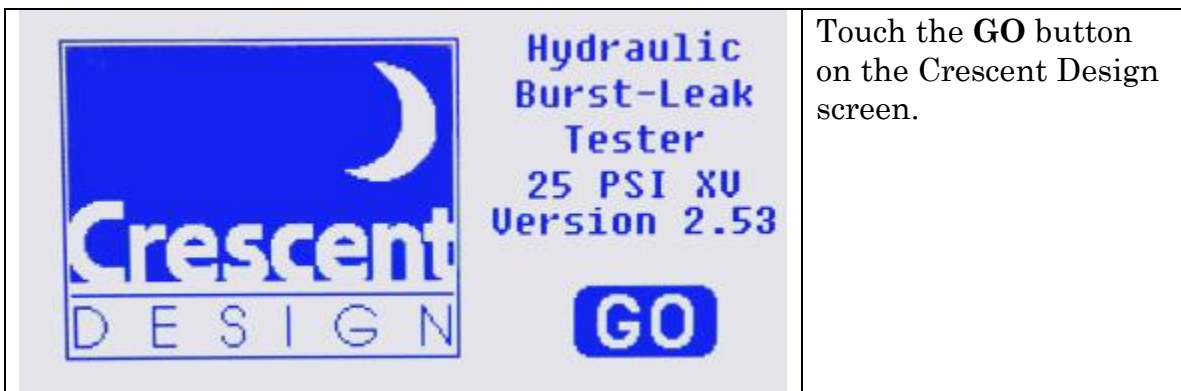 Hydraulic
Burst-Leak
Tester
25 PSI XV
Version 2.53
Crescent
DESIGN
GO
Touch the GO button
on the Crescent Design
screen.